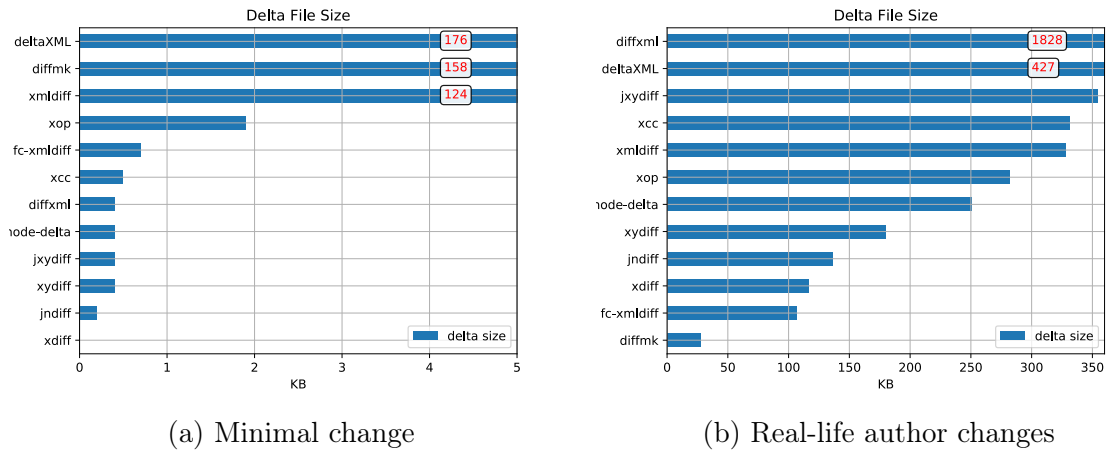 Delta File Size
deltaXML 176
diffmk 158
xmldiff 124
xop
fc-xmldiff
xcc
diffxml
node-delta
jxydiff
xydiff
jndiff
xdiff
delta size
0 1 2 3 4 5
KB
(a) Minimal change
Delta File Size
diffxml 1828
deltaXML 427
jxydiff
xcc
xmldiff
xop
node-delta
xydiff
jndiff
xdiff
fc-xmldiff
diffmk
delta size
0 50 100 150 200 250 300 350
KB
(b) Real-life author changes